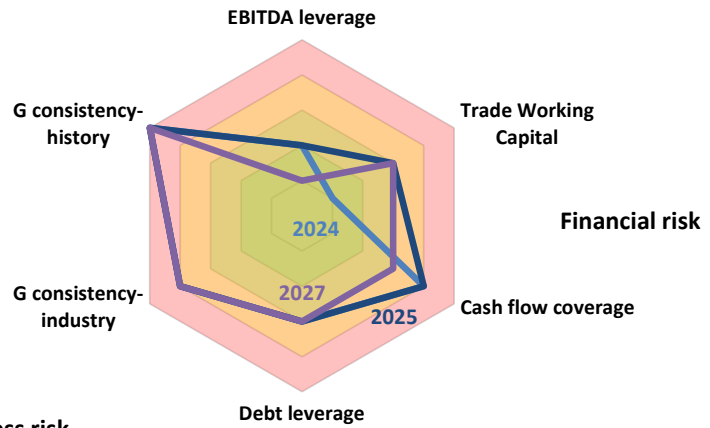 EBITDA leverage
G consistency-
history
Trade Working
Capital
2024
Financial risk
2027
G consistency-
industry
Cash flow coverage
2025
Debt leverage
risk